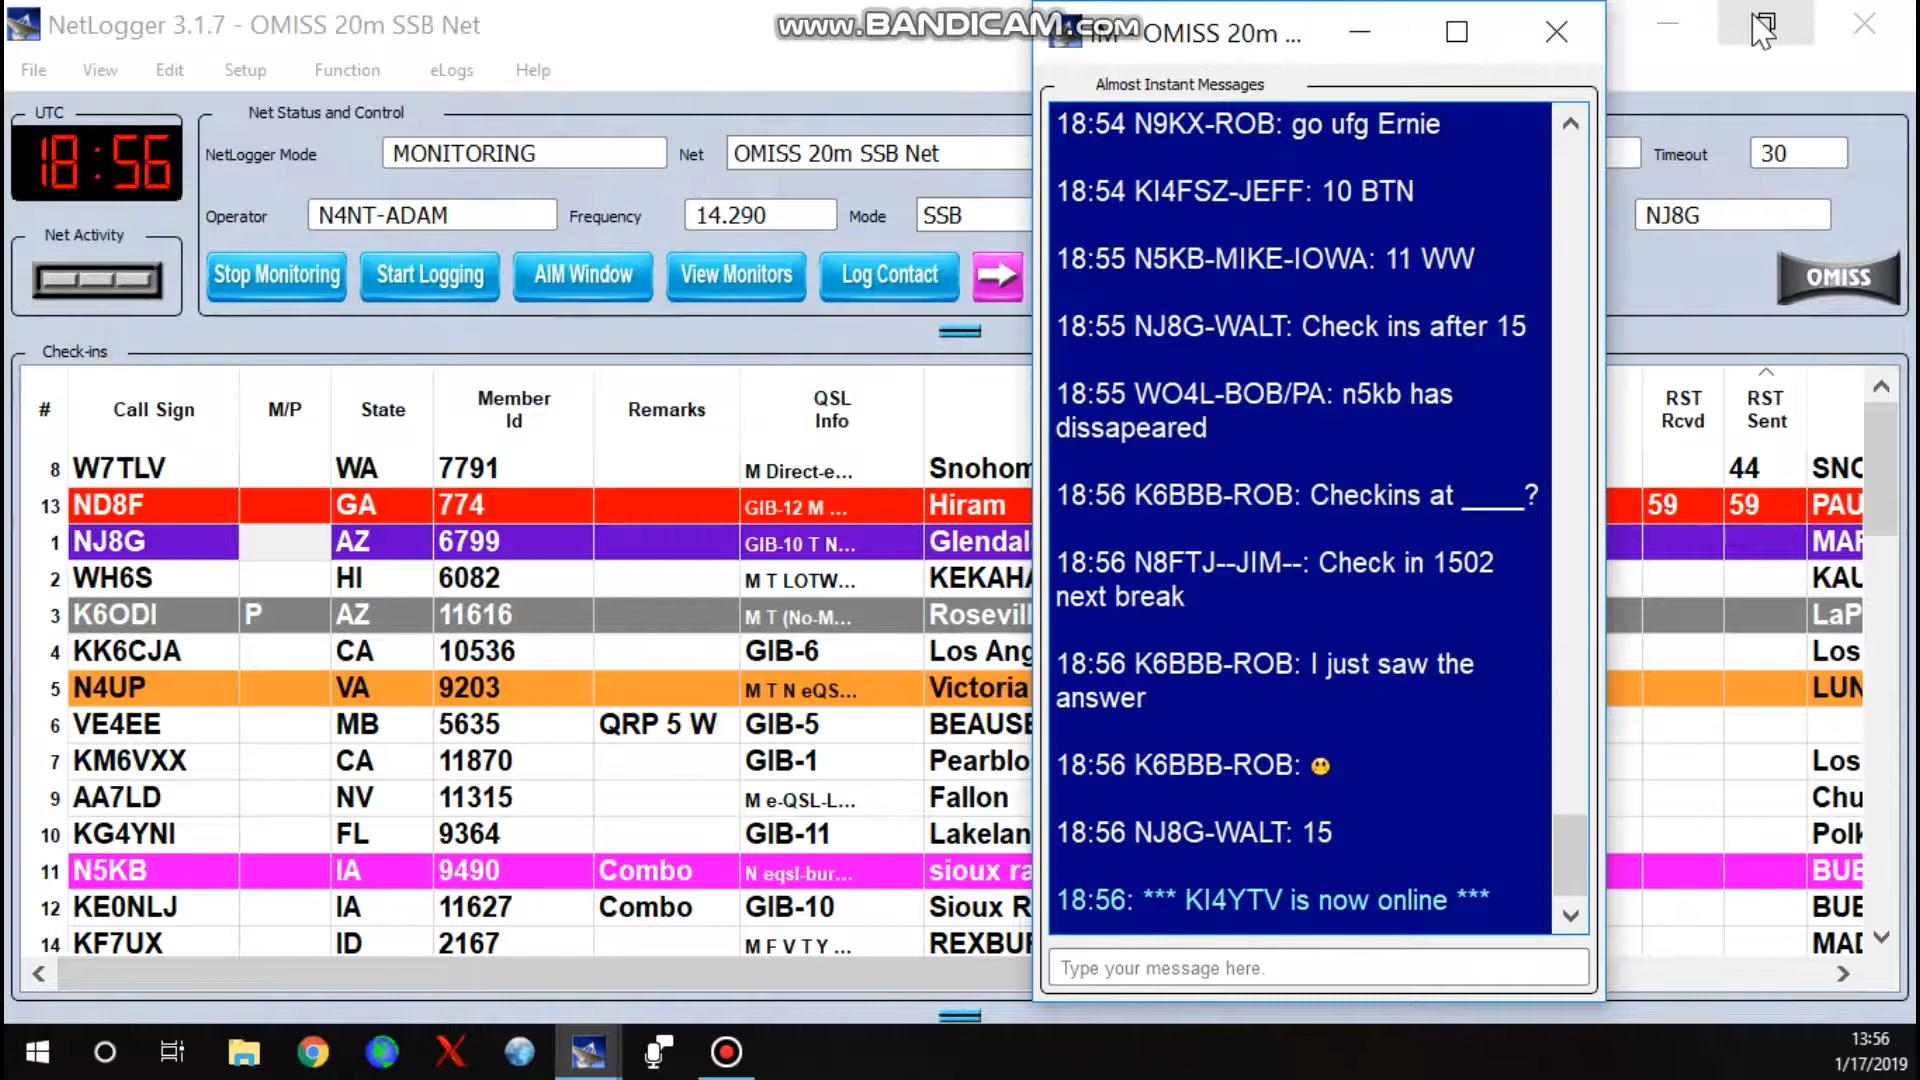 NetLogger 3.1.7 - OMISS 20m SSB Net
www.BANDICAM.com
OMISS 20m ...
File View Edit Setup Function eLogs Help
UTC
18:56
Net Activity
Net Status and Control
NetLogger Mode MONITORING Net OMISS 20m SSB Net Timeout 30
Operator N4NT-ADAM Frequency 14.290 Mode SSB NJ8G
Stop Monitoring Start Logging AIM Window View Monitors Log Contact OMISS
Check-ins
# Call Sign M/P State Member Id Remarks QSL Info RST Rcvd RST Sent
8 W7TLV WA 7791 M Direct-e... Snohom 44 SNO
13 ND8F GA 774 GIB-12 M ... Hiram 59 59 PAU
1 NJ8G AZ 6799 GIB-10 T N... Glendal MAR
2 WH6S HI 6082 M T LOTW... KEKAHA KAU
3 K6ODI P AZ 11616 M T (No-M... Rosevill LaP
4 KK6CJA CA 10536 GIB-6 Los Ang Los
5 N4UP VA 9203 M T N eQS... Victoria LUN
6 VE4EE MB 5635 QRP 5 W GIB-5 BEAUSE
7 KM6VXX CA 11870 GIB-1 Pearblo Los
9 AA7LD NV 11315 M e-QSL-L... Fallon Chu
10 KG4YNI FL 9364 GIB-11 Lakelan Polk
11 N5KB IA 9490 Combo N eqsl-bur... sioux ra BUE
12 KE0NLJ IA 11627 Combo GIB-10 Sioux R BUE
14 KF7UX ID 2167 M F V T Y ... REXBU MAD
Almost Instant Messages
18:54 N9KX-ROB: go ufg Ernie
18:54 KI4FSZ-JEFF: 10 BTN
18:55 N5KB-MIKE-IOWA: 11 WW
18:55 NJ8G-WALT: Check ins after 15
18:55 WO4L-BOB/PA: n5kb has
dissapeared
18:56 K6BBB-ROB: Checkins at ____?
18:56 N8FTJ--JIM--: Check in 1502
next break
18:56 K6BBB-ROB: I just saw the
answer
18:56 K6BBB-ROB:
18:56 NJ8G-WALT: 15
18:56: *** KI4YTV is now online ***
Type your message here.
13:56
1/17/2019